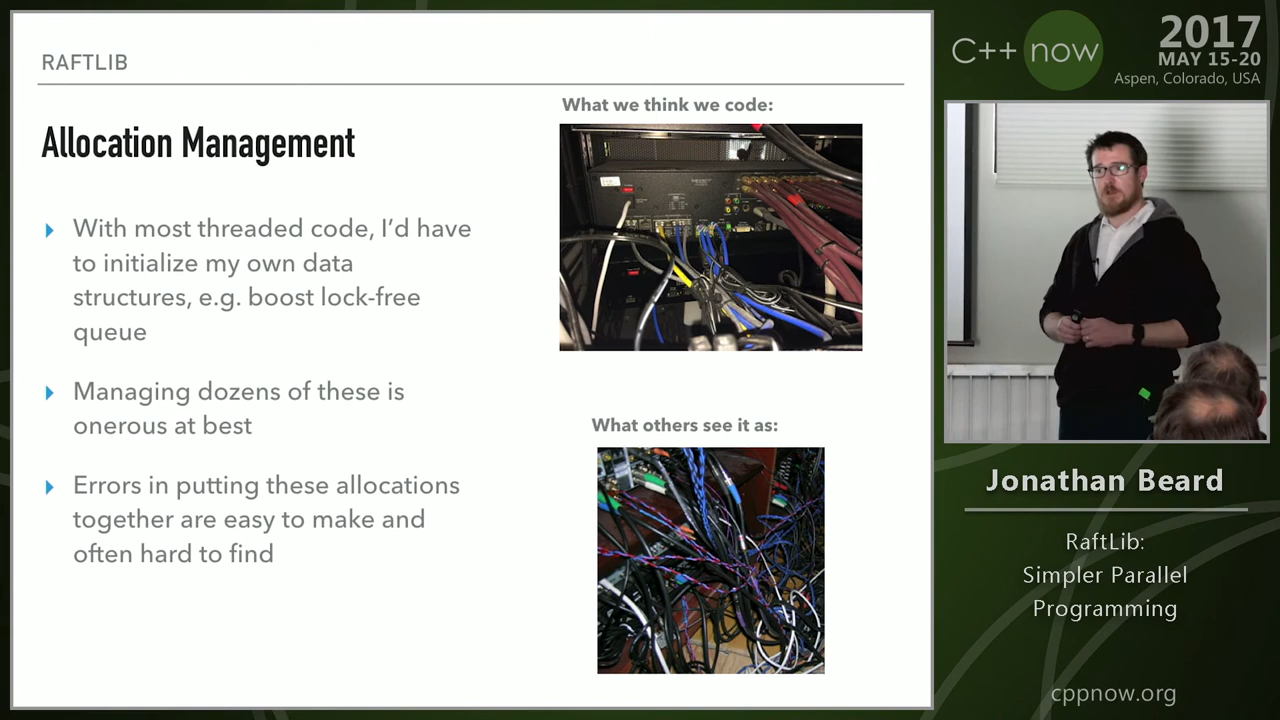 RAFTLIB
Allocation Management
With most threaded code, I'd have
to initialize my own data
structures, e.g. boost lock-free
queue
Managing dozens of these is
onerous at best
Errors in putting these allocations
together are easy to make and
often hard to find
What we think we code:
What others see it as:
C++ now
2017
MAY 15-20
Aspen, Colorado, USA
Jonathan Beard
RaftLib:
Simpler Parallel
Programming
cppnow.org